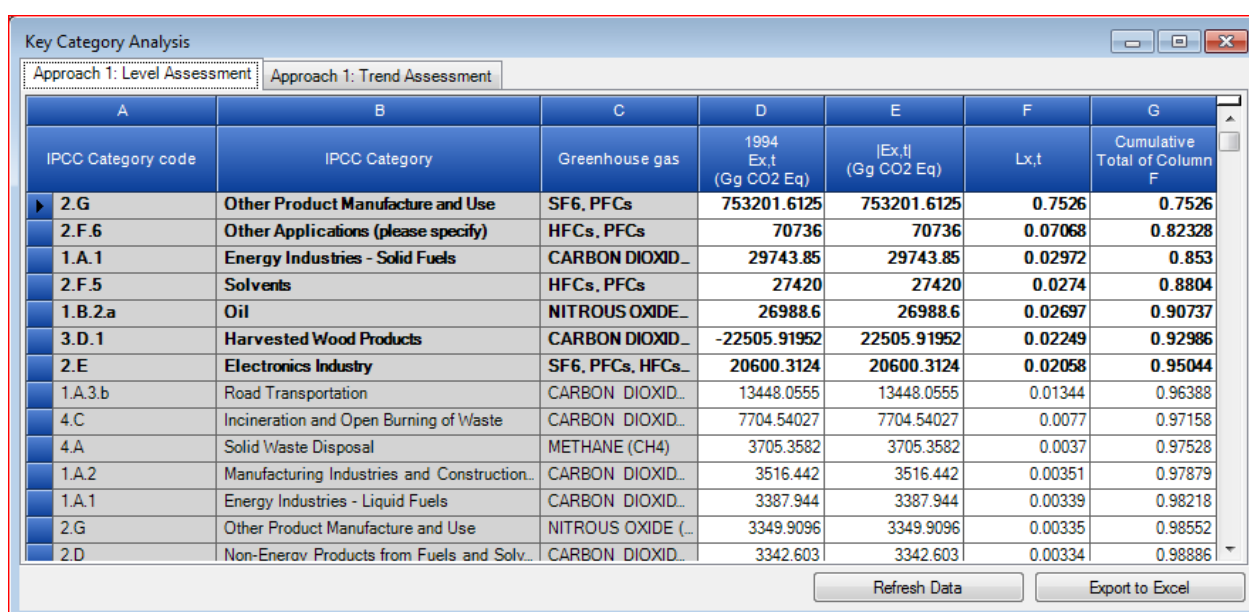 Key Category Analysis
Approach 1: Level Assessment Approach 1: Trend Assessment
A B C D E F G
IPCC Category code IPCC Category Greenhouse gas 1994 Ex,t (Gg CO2 Eq) |Ex,t| (Gg CO2 Eq) Lx,t Cumulative Total of Column F
2.G Other Product Manufacture and Use SF6, PFCs 753201.6125 753201.6125 0.7526 0.7526
2.F.6 Other Applications (please specify) HFCs, PFCs 70736 70736 0.07068 0.82328
1.A.1 Energy Industries - Solid Fuels CARBON DIOXID... 29743.85 29743.85 0.02972 0.853
2.F.5 Solvents HFCs, PFCs 27420 27420 0.0274 0.8804
1.B.2.a Oil NITROUS OXIDE... 26988.6 26988.6 0.02697 0.90737
3.D.1 Harvested Wood Products CARBON DIOXID... -22505.91952 22505.91952 0.02249 0.92986
2.E Electronics Industry SF6, PFCs, HFCs... 20600.3124 20600.3124 0.02058 0.95044
1.A.3.b Road Transportation CARBON DIOXID... 13448.0555 13448.0555 0.01344 0.96388
4.C Incineration and Open Burning of Waste CARBON DIOXID... 7704.54027 7704.54027 0.0077 0.97158
4.A Solid Waste Disposal METHANE (CH4) 3705.3582 3705.3582 0.0037 0.97528
1.A.2 Manufacturing Industries and Construction... CARBON DIOXID... 3516.442 3516.442 0.00351 0.97879
1.A.1 Energy Industries - Liquid Fuels CARBON DIOXID... 3387.944 3387.944 0.00339 0.98218
2.G Other Product Manufacture and Use NITROUS OXIDE (... 3349.9096 3349.9096 0.00335 0.98552
2.D Non-Energy Products from Fuels and Solv... CARBON DIOXID... 3342.603 3342.603 0.00334 0.98886
Refresh Data Export to Excel